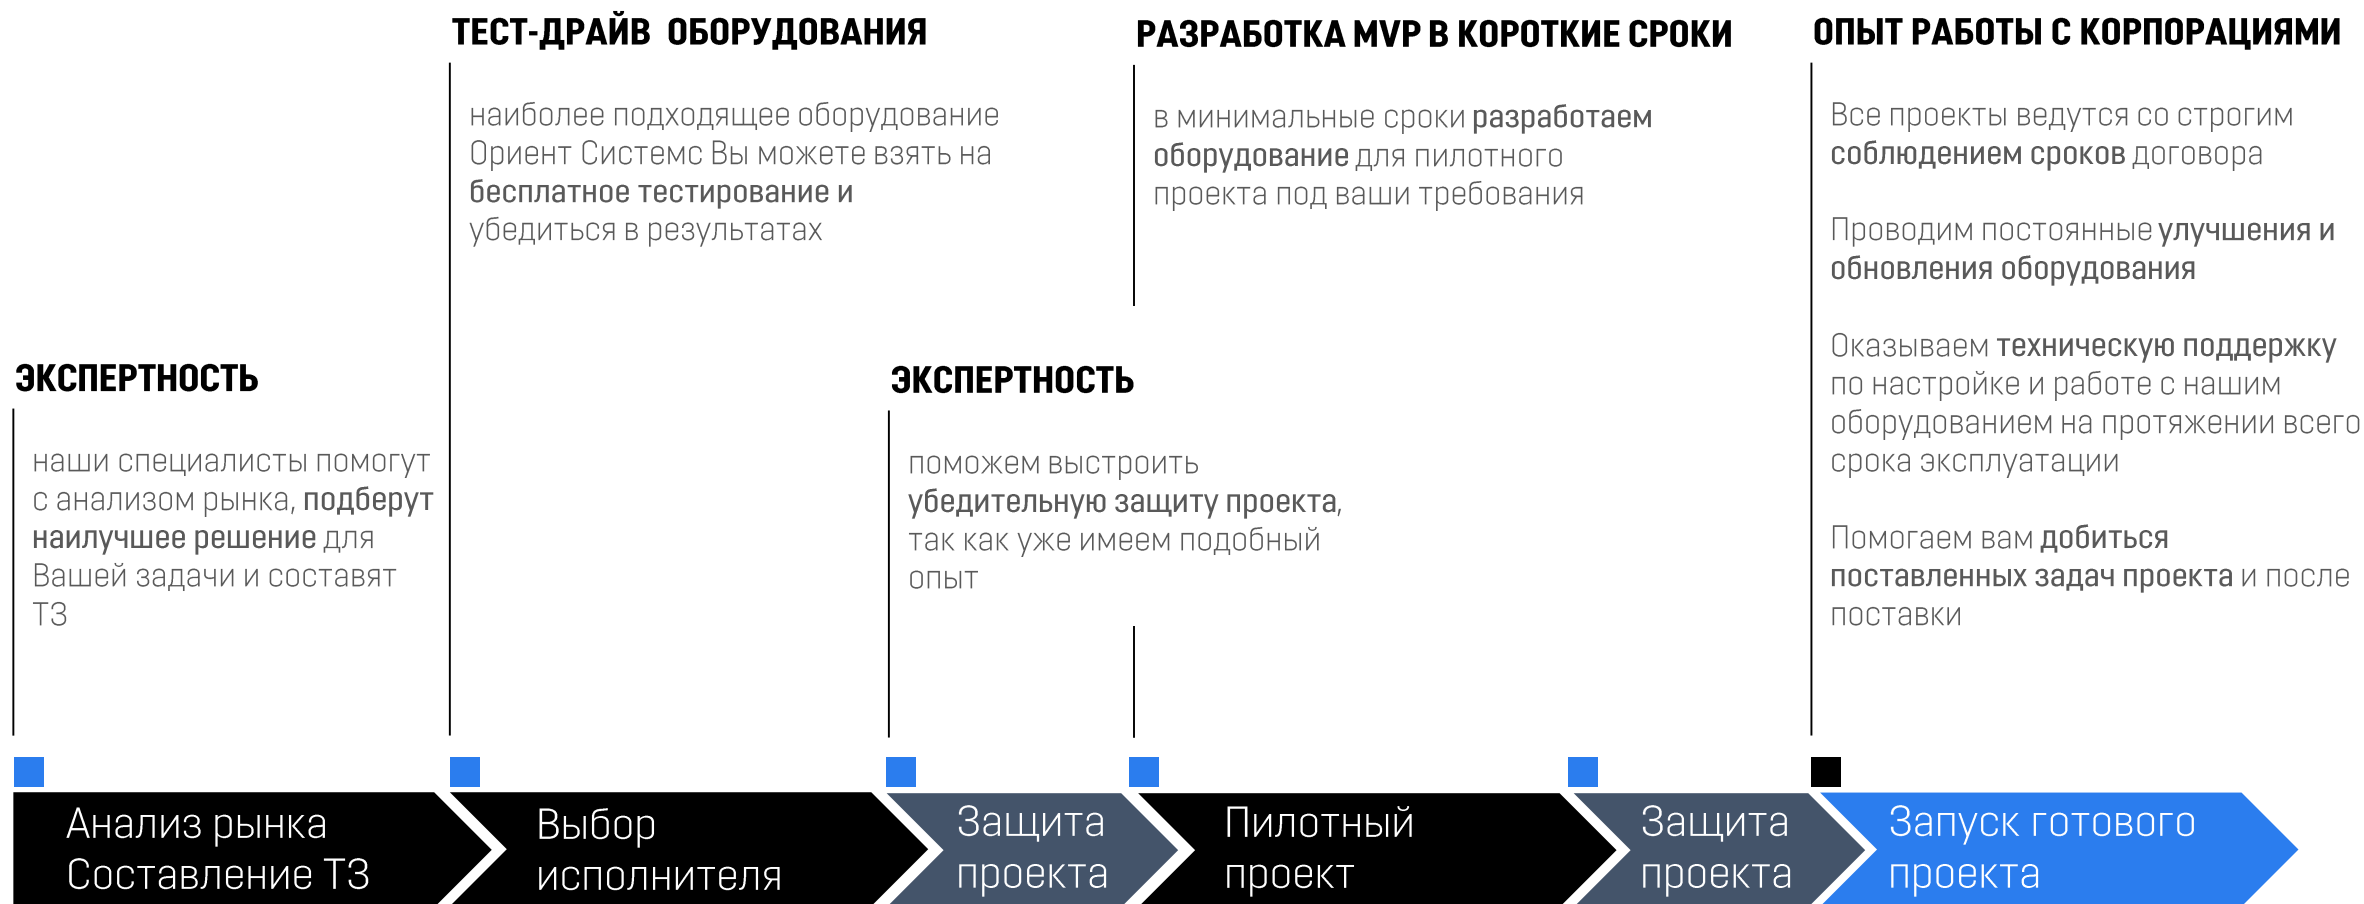 ТЕСТ-ДРАЙВ ОБОРУДОВАНИЯ
наиболее подходящее оборудование
Ориент Системс Вы можете взять на
бесплатное тестирование и
убедиться в результатах
РАЗРАБОТКА MVP В КОРОТКИЕ СРОКИ
в минимальные сроки разработаем
оборудование для пилотного
проекта под ваши требования
ОПЫТ РАБОТЫ С КОРПОРАЦИЯМИ
Все проекты ведутся со строгим
соблюдением сроков договора
Проводим постоянные улучшения и
обновления оборудования
Оказываем техническую поддержку
по настройке и работе с нашим
оборудованием на протяжении всего
срока эксплуатации
Помогаем вам добиться
поставленных задач проекта и после
поставки
ЭКСПЕРТНОСТЬ
наши специалисты помогут
с анализом рынка, подберут
наилучшее решение для
Вашей задачи и составят
ТЗ
ЭКСПЕРТНОСТЬ
поможем выстроить
убедительную защиту проекта,
так как уже имеем подобный
опыт
Анализ рынка
Составление ТЗ
Выбор
исполнителя
Защита
проекта
Пилотный
проект
Защита
проекта
Запуск готового
проекта